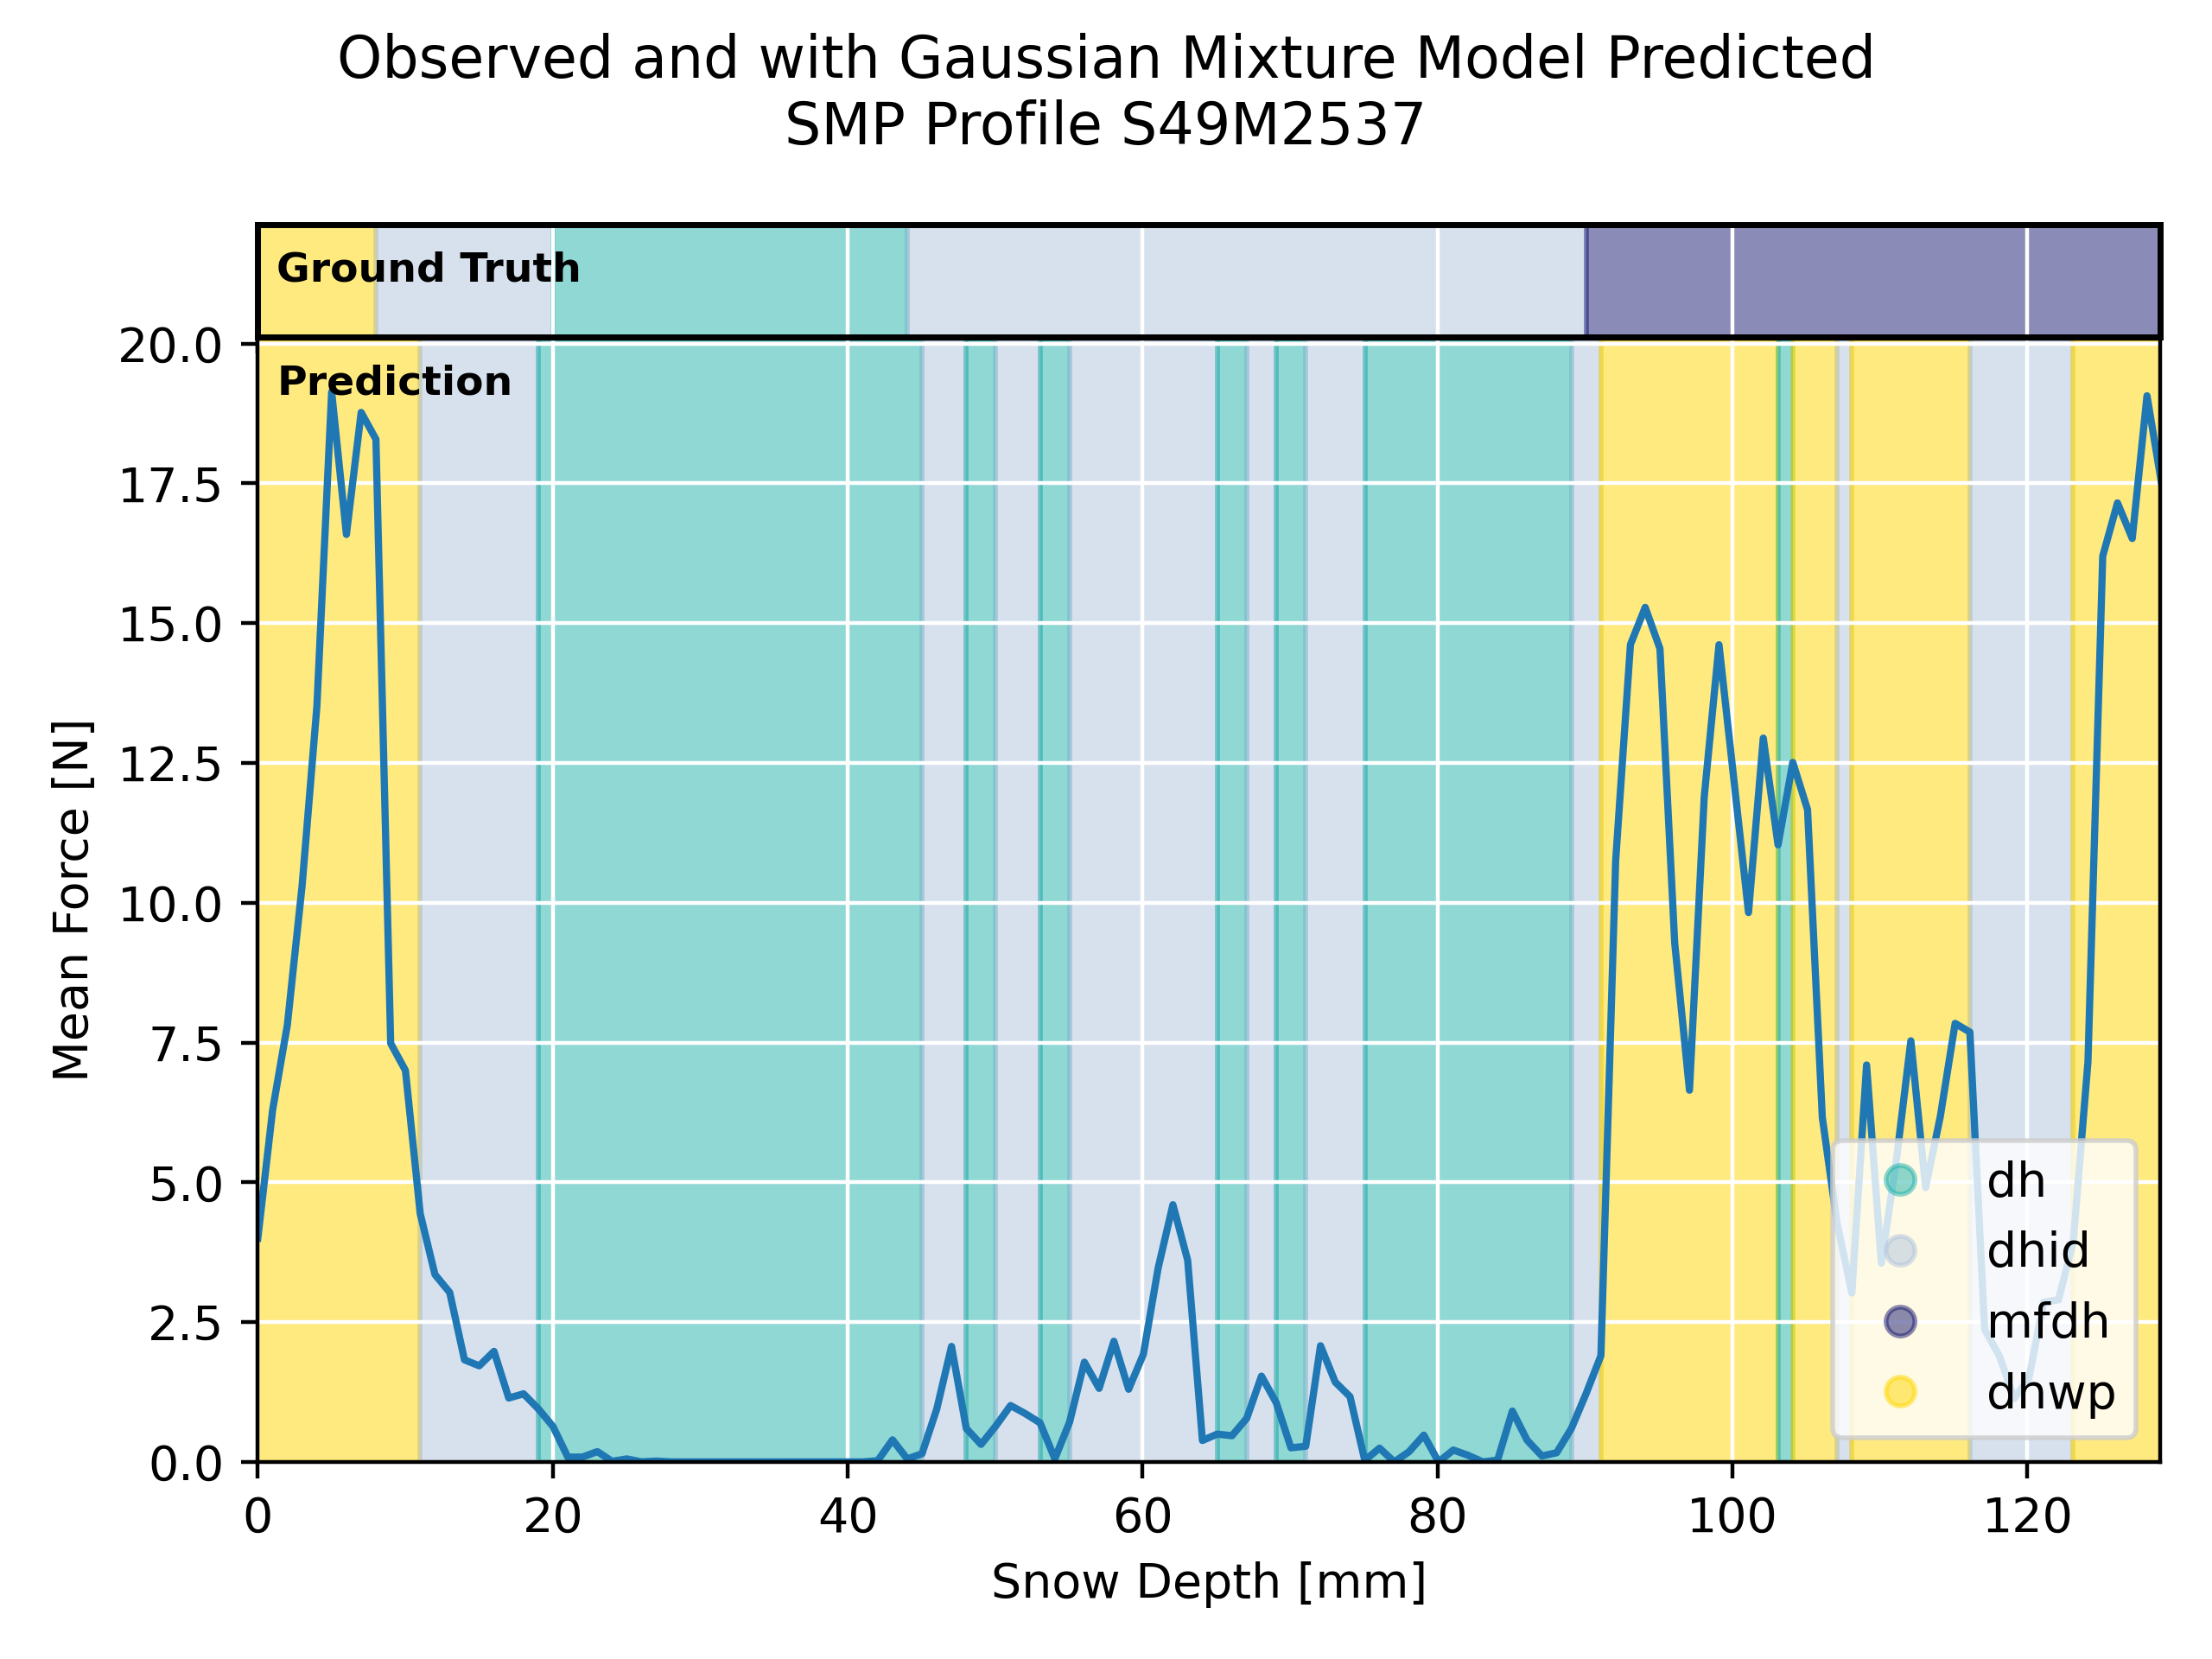 Observed and with Gaussian Mixture Model Predicted
SMP Profile S49M2537
Ground Truth
Prediction
20.0
17.5
15.0
12.5
10.0
7.5
5.0
2.5
0.0
Mean Force [N]
dh
dhid
mfdh
dhwp
0 20 40 60 80 100 120
Snow Depth [mm]